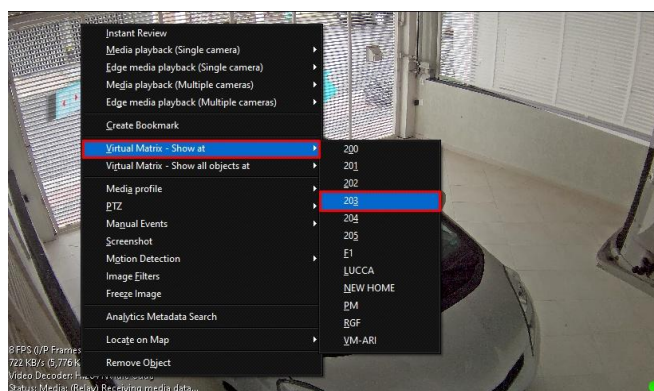 Instant Review
Media playback (Single camera)
Edge media playback (Single camera)
Media playback (Multiple cameras)
Edge media playback (Multiple cameras)
Create Bookmark
Virtual Matrix - Show at
Virtual Matrix - Show all objects at
Media profile
PTZ
Manual Events
Screenshot
Motion Detection
Image Filters
Freeze Image
Analytics Metadata Search
Locate on Map
Remove Object
200
201
202
203
204
205
F1
LUCCA
NEW HOME
PM
RGF
VM-ARI
8 FPS (I/P Frames
722 KB/s (5,776 K
Video Decoder:
Status: Media: (Relay) Receiving media data...